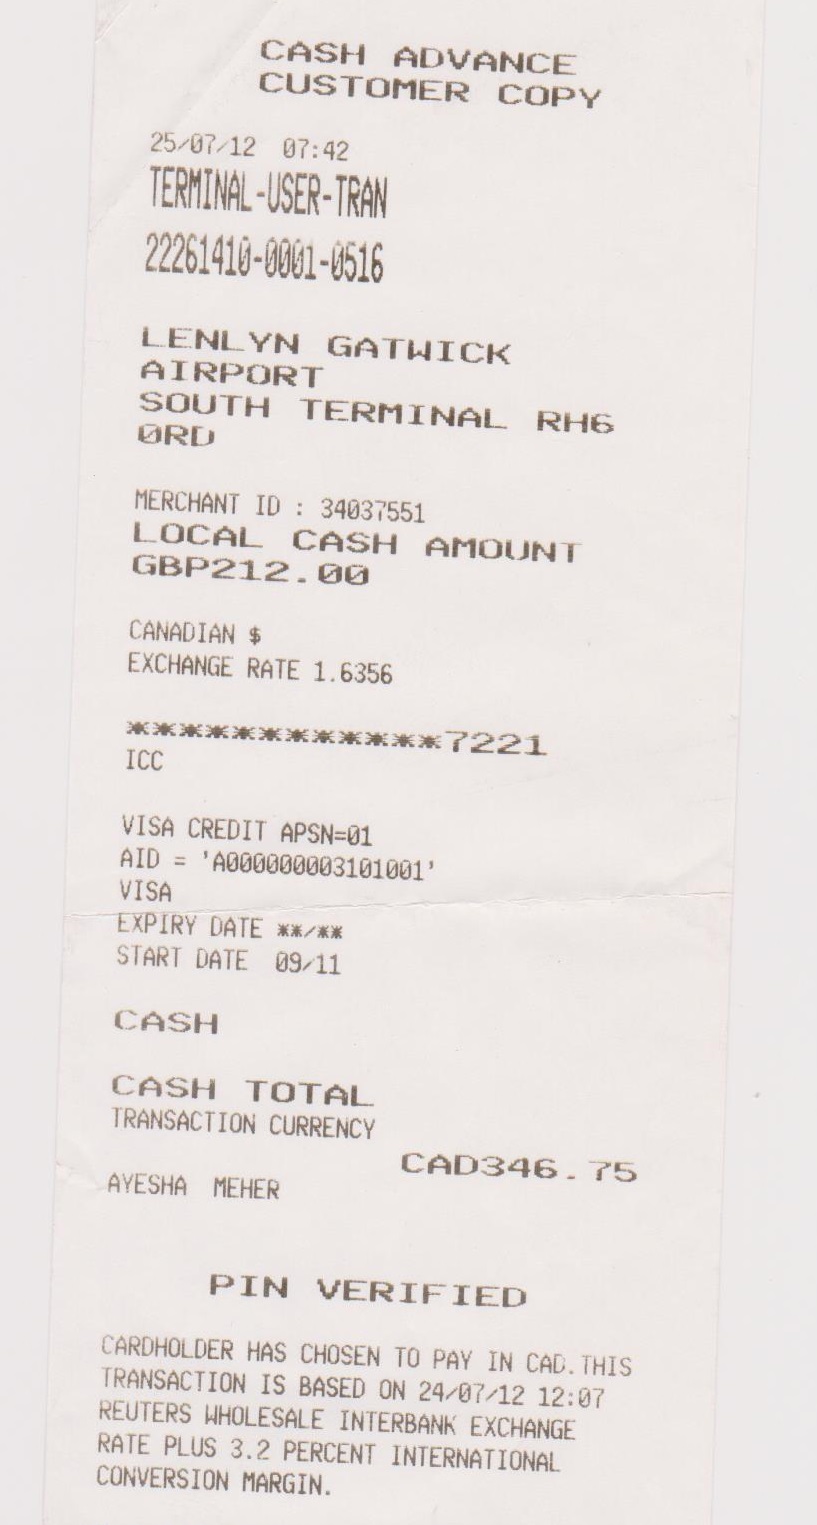 CASH ADVANCE
CUSTOMER COPY
25/07/12 07:42
TERMINAL-USER-TRAN
22261410-0001-0516
LENLYN GATWICK
AIRPORT
SOUTH TERMINAL RH6
0RD
MERCHANT ID : 34037551
LOCAL CASH AMOUNT
GBP212.00
CANADIAN $
EXCHANGE RATE 1.6356
************7221
ICC
VISA CREDIT APSN=01
AID = 'A0000000003101001'
VISA
EXPIRY DATE **/**
START DATE 09/11
CASH
CASH TOTAL
TRANSACTION CURRENCY
CAD346.75
AYESHA MEHER
PIN VERIFIED
CARDHOLDER HAS CHOSEN TO PAY IN CAD.THIS
TRANSACTION IS BASED ON 24/07/12 12:07
REUTERS WHOLESALE INTERBANK EXCHANGE
RATE PLUS 3.2 PERCENT INTERNATIONAL
CONVERSION MARGIN.